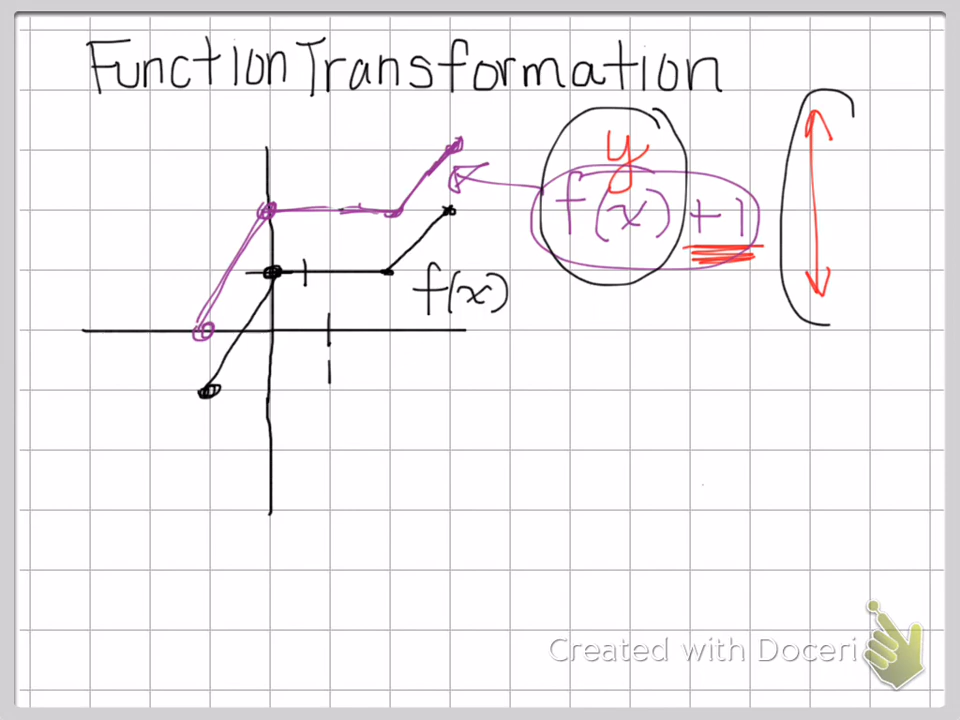 Function Transformation
y
f(x) +1
1
f(x)
1
Created with Doceri